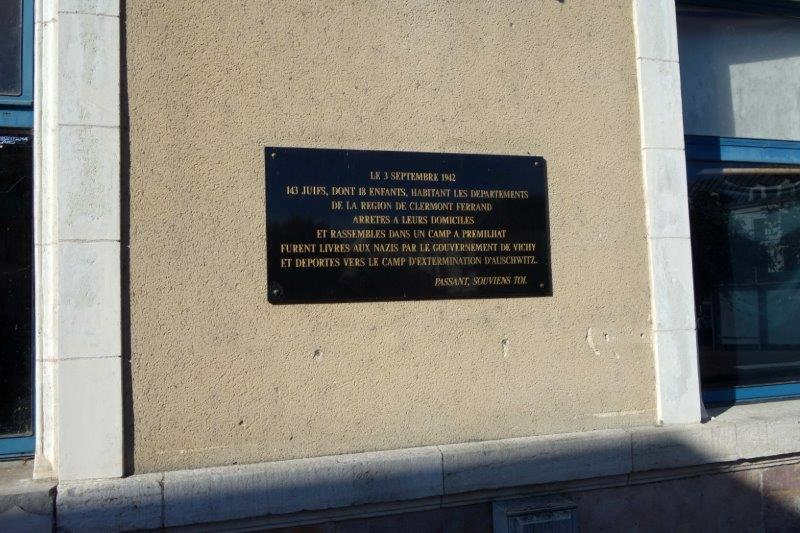 LE 3 SEPTEMBRE 1942
143 JUIFS, DONT 18 ENFANTS, HABITANT LES DEPARTEMENTS
DE LA REGION DE CLERMONT FERRAND
ARRETES A LEURS DOMICILES
ET RASSEMBLES DANS UN CAMP A PREMILHAT
FURENT LIVRES AUX NAZIS PAR LE GOUVERNEMENT DE VICHY
ET DEPORTES VERS LE CAMP D'EXTERMINATION D'AUSCHWITZ.
PASSANT, SOUVIENS TOI.